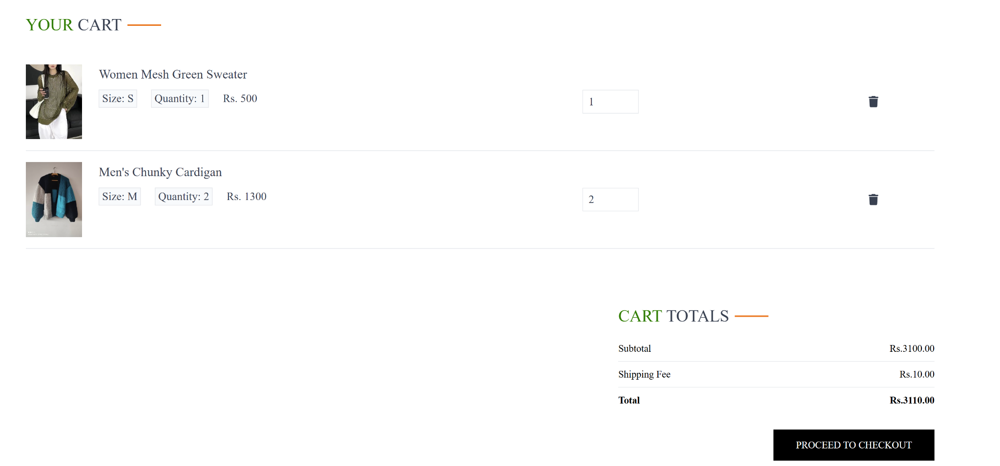 YOUR CART
Women Mesh Green Sweater
Size: S Quantity: 1 Rs. 500 1
Men's Chunky Cardigan
Size: M Quantity: 2 Rs. 1300 2
CART TOTALS
Subtotal Rs.3100.00
Shipping Fee Rs.10.00
Total Rs.3110.00
PROCEED TO CHECKOUT